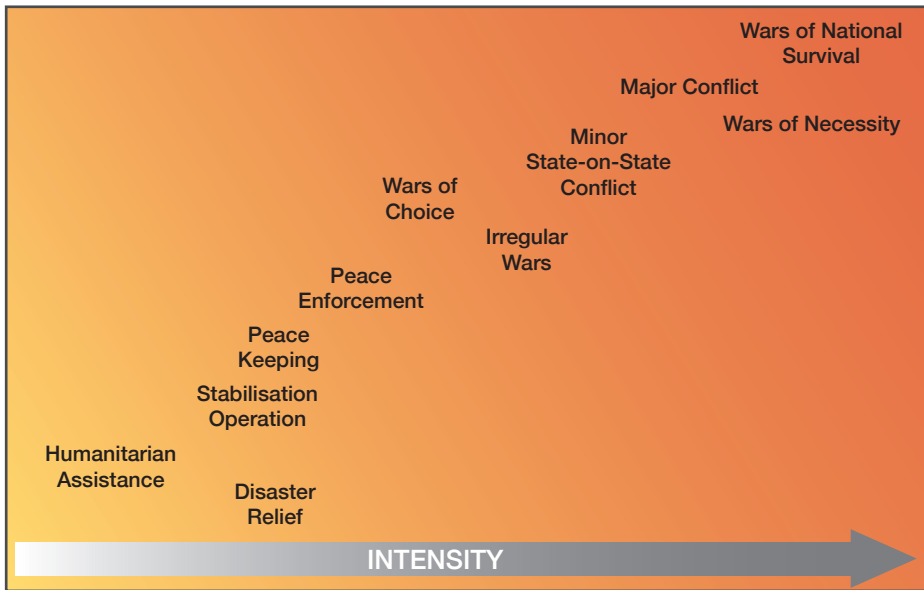 Wars of National
Survival
Major Conflict
Wars of Necessity
Minor
State-on-State
Conflict
Wars of
Choice
Irregular
Wars
Peace
Enforcement
Peace
Keeping
Stabilisation
Operation
Humanitarian
Assistance
Disaster
Relief
INTENSITY